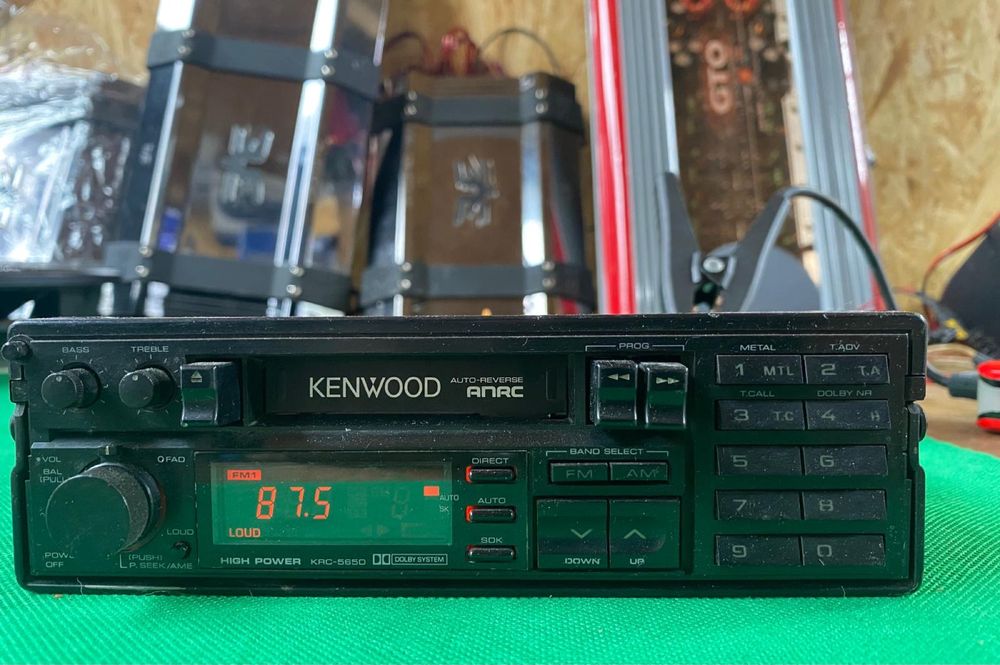 GTO
BASS
TREBLE
KENWOOD
AUTO-REVERSE
ANRC
PROG
METAL
T.ADV
1 MTL
2 T.A
T.CALL
DOLBY NR
3 T.C
4
5
6
7
8
9
0
VOL
FAD
BAL
(PULL)
LOUD
POWER
OFF
(PUSH)
P.SEEK/AME
FM1
87.5
AUTO
SK
LOUD
HIGH POWER
KRC-565D
DOLBY SYSTEM
DIRECT
AUTO
SDK
BAND SELECT
FM
AM
DOWN
UP